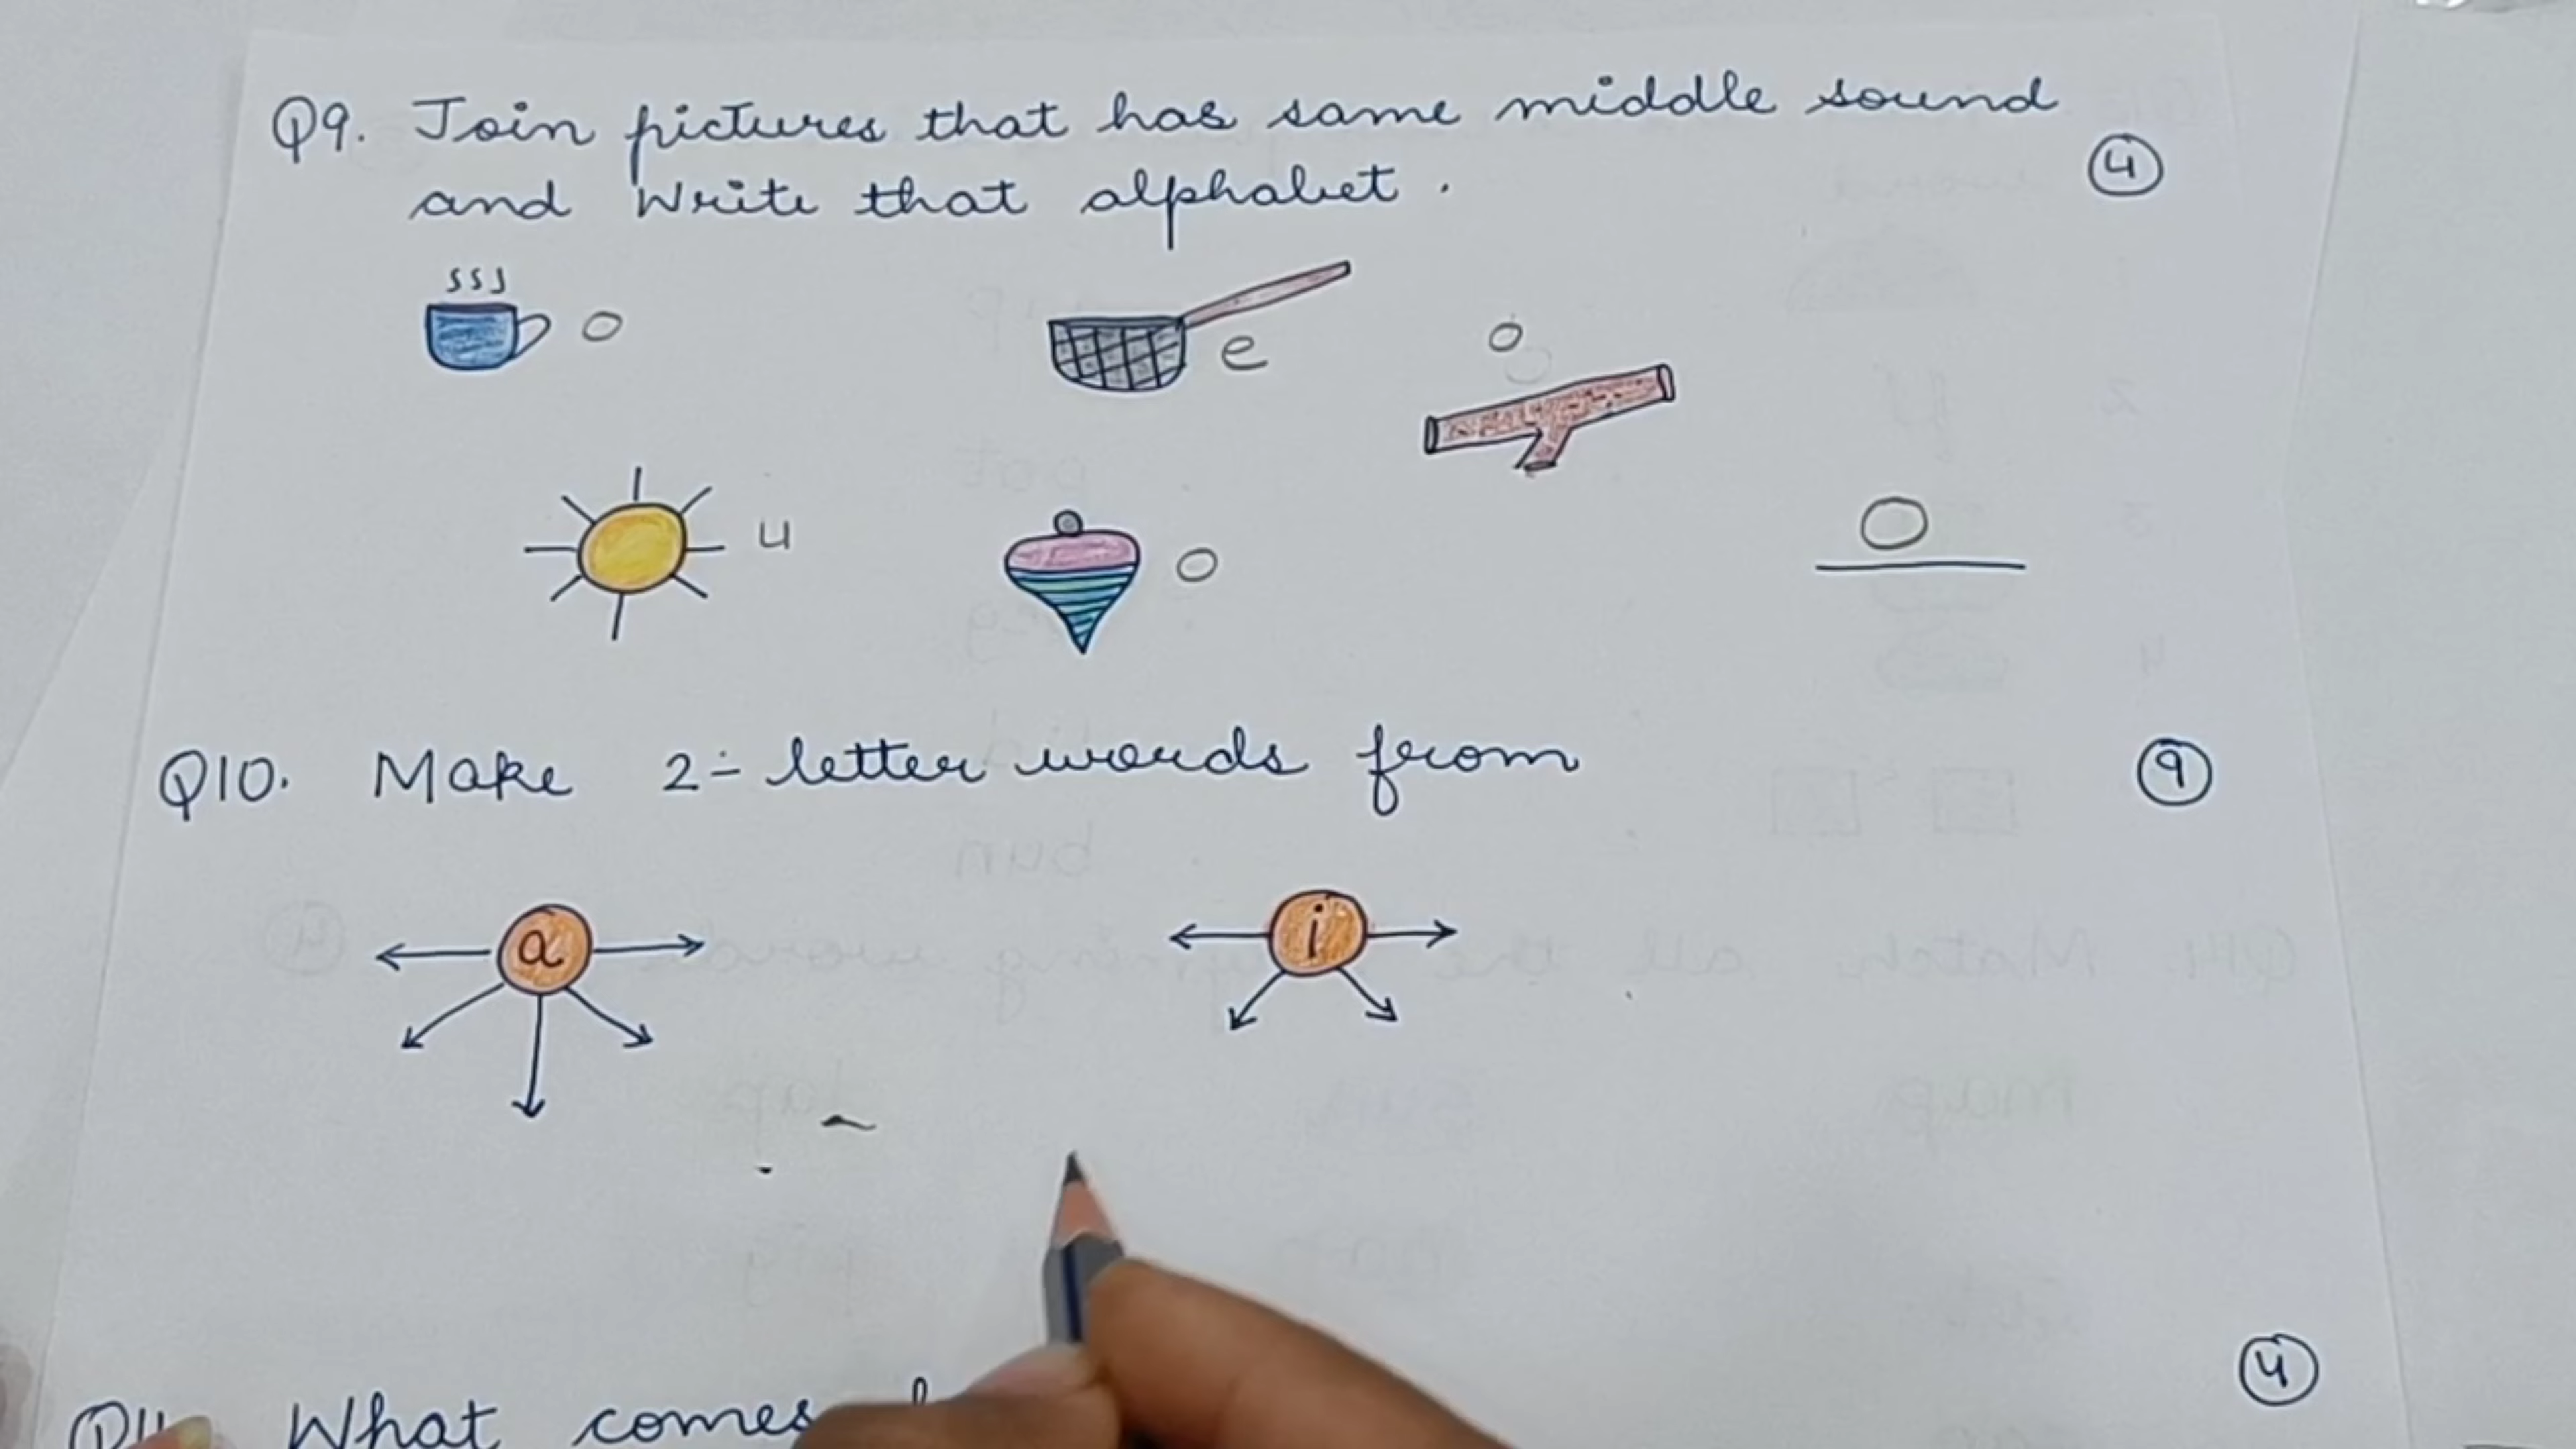 Q9. Join pictures that has same middle sound
and write that alphabet.
4
o
e
o
u
o
O
Q10. Make 2- letter words from
9
a
i
4
Q11. What comes